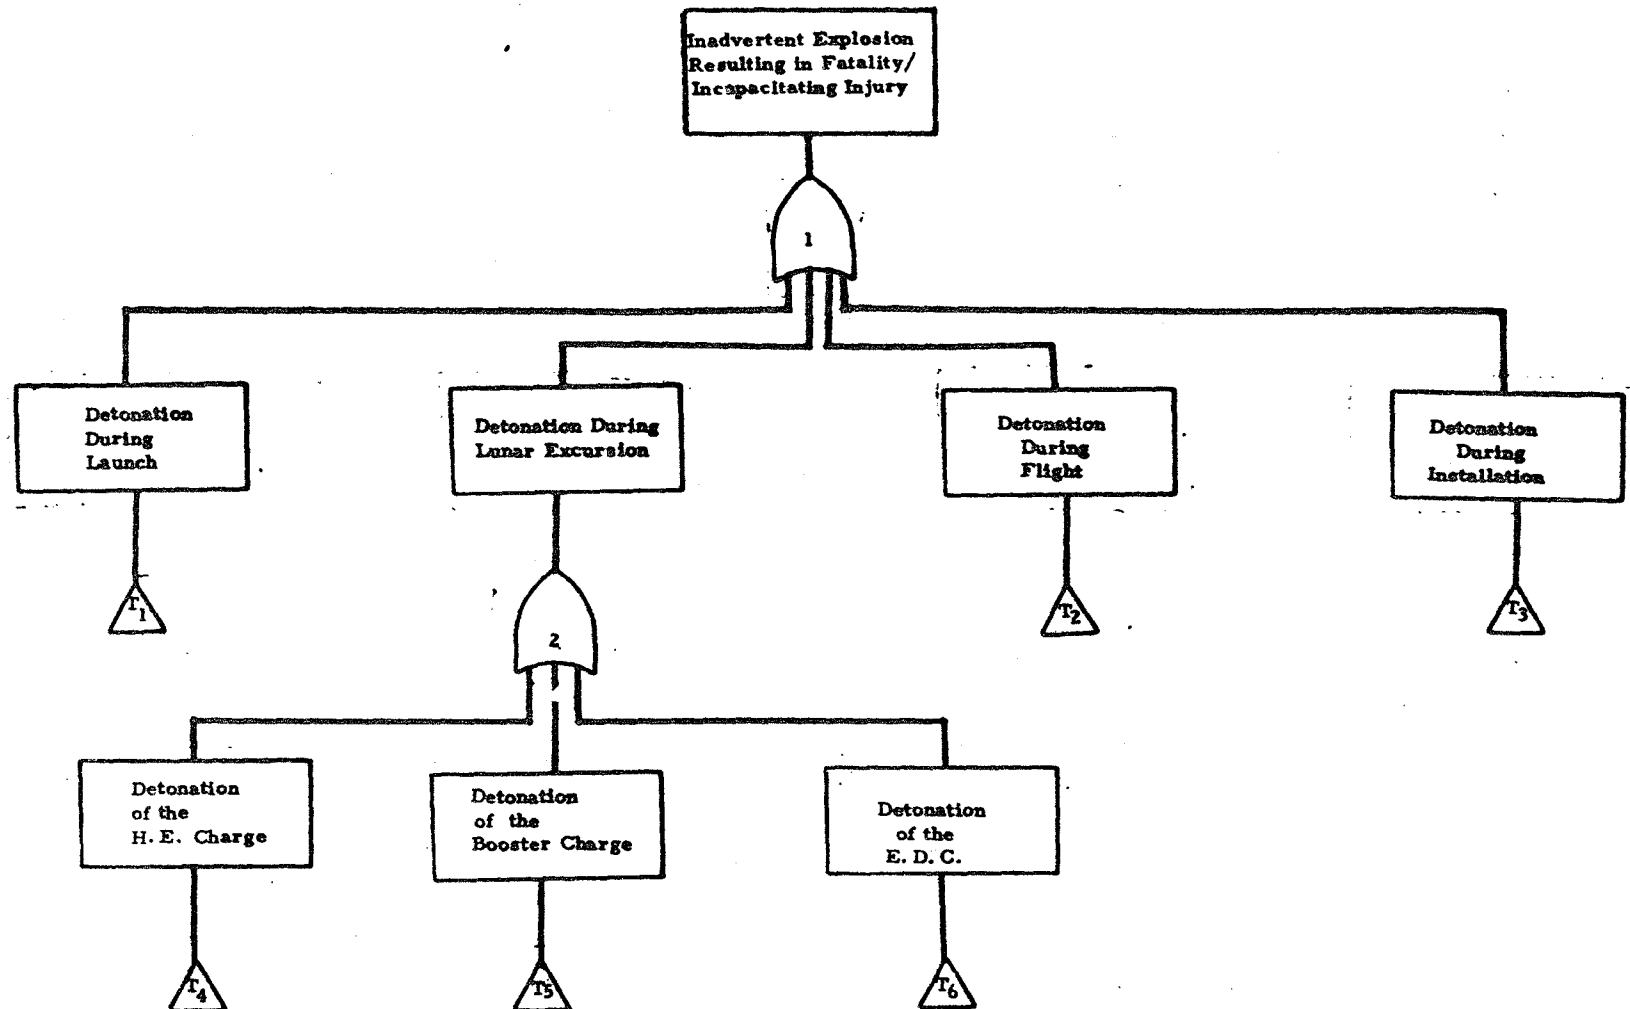 Inadvertent Explosion
Resulting in Fatality/
Incapacitating Injury
1
Detonation
During
Launch
Detonation During
Lunar Excursion
Detonation
During
Flight
Detonation
During
Installation
T1
2
T2
T3
Detonation
of the
H. E. Charge
Detonation
of the
Booster Charge
Detonation
of the
E. D. C.
T4
T5
T6